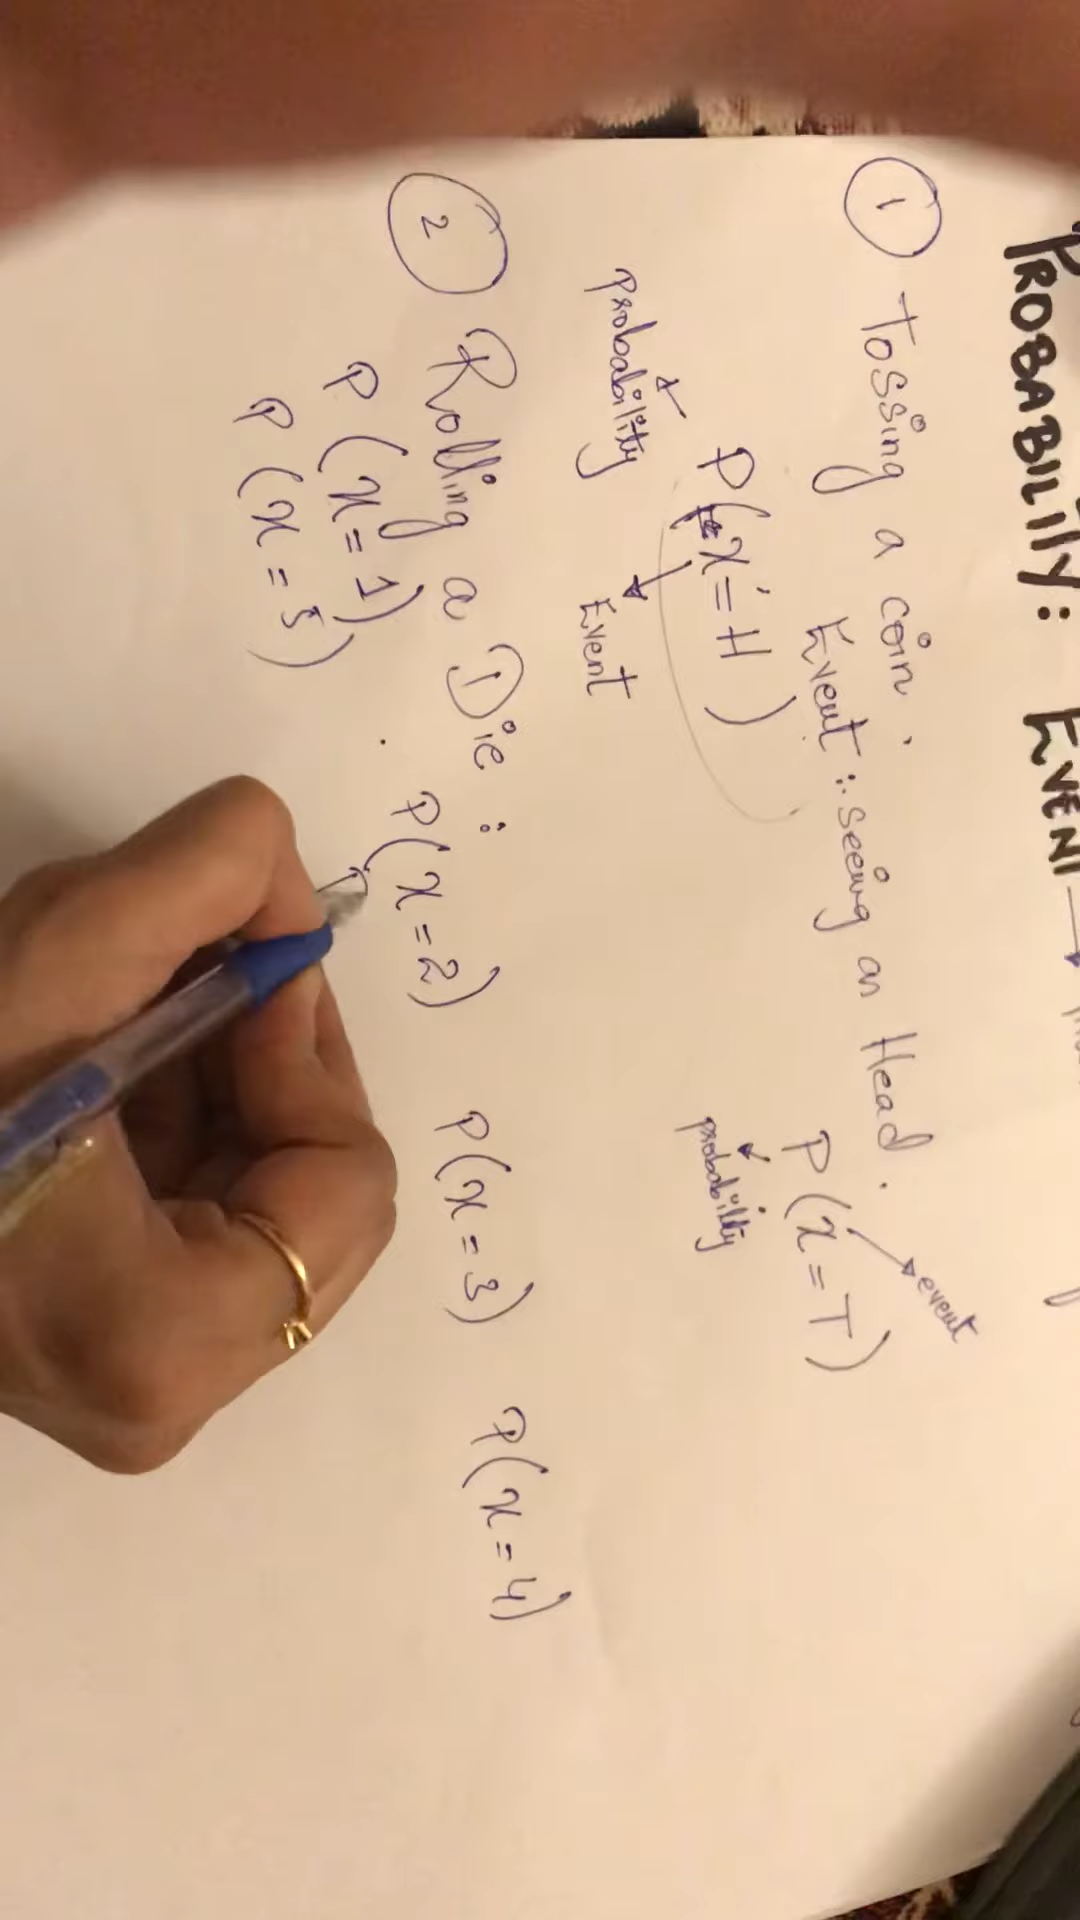 PROBABILITY: EVENT →
① Tossing a coin.
Event: seeing an Head.
P(x = H)
probability
Event
P(x = T)
event
probability
② Rolling a Die :
P(x = 1) P(x = 2) P(x = 3) P(x = 4)
P(x = 5) P